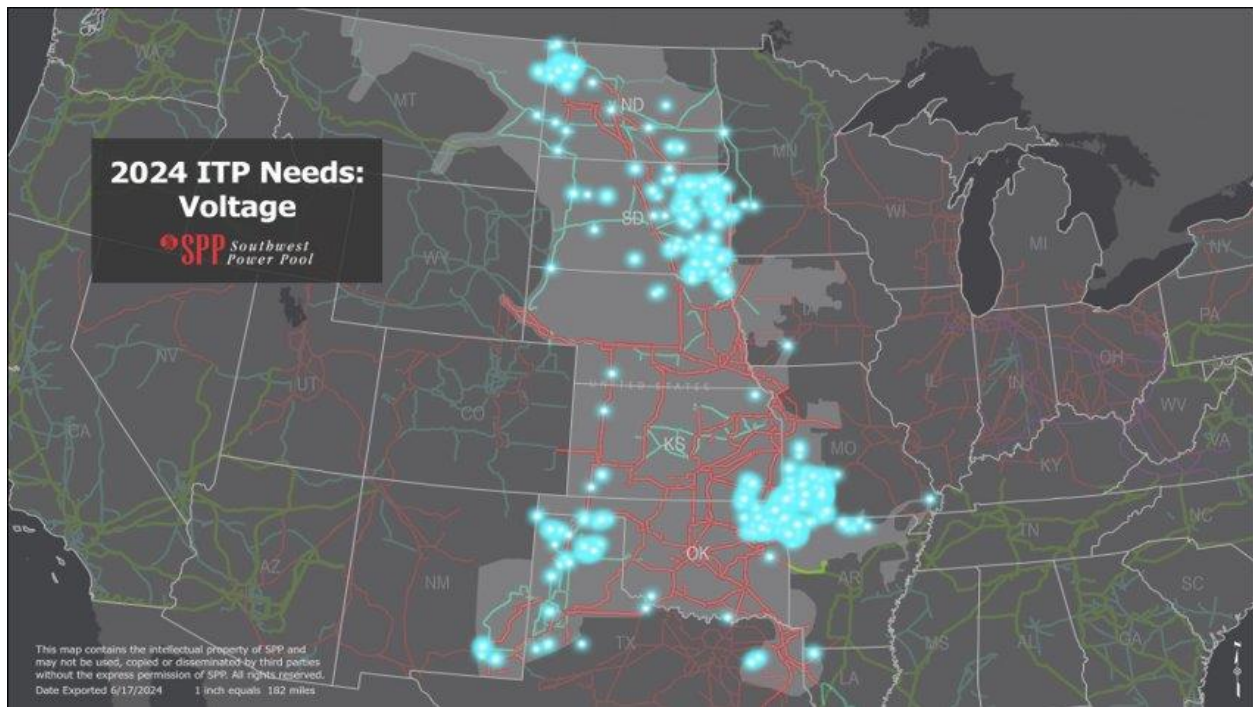 2024 ITP Needs:
Voltage
SPP Southwest
Power Pool
WA
MT
ND
MN
SD
WI
MI
NY
WY
IA
PA
NV
UT
CO
UNITED STATES
IL
IN
OH
WV
VA
CA
KS
MO
KY
AZ
NM
OK
AR
TN
NC
SC
TX
LA
MS
AL
GA
This map contains the intellectual property of SPP and
may not be used, copied or disseminated by third parties
without the express permission of SPP. All rights reserved.
Date Exported 6/17/2024 1 inch equals 182 miles
N